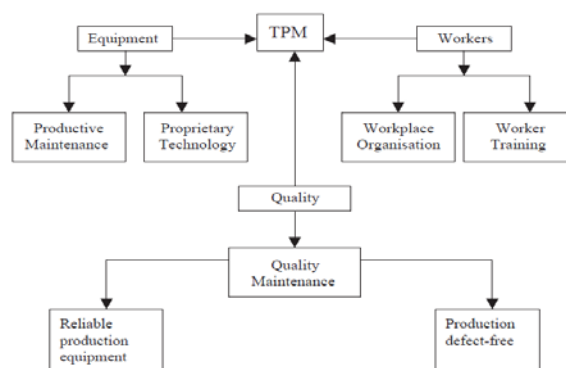 TPM
Equipment
Workers
Productive
Maintenance
Proprietary
Technology
Workplace
Organisation
Worker
Training
Quality
Quality
Maintenance
Reliable
production
equipment
Production
defect-free